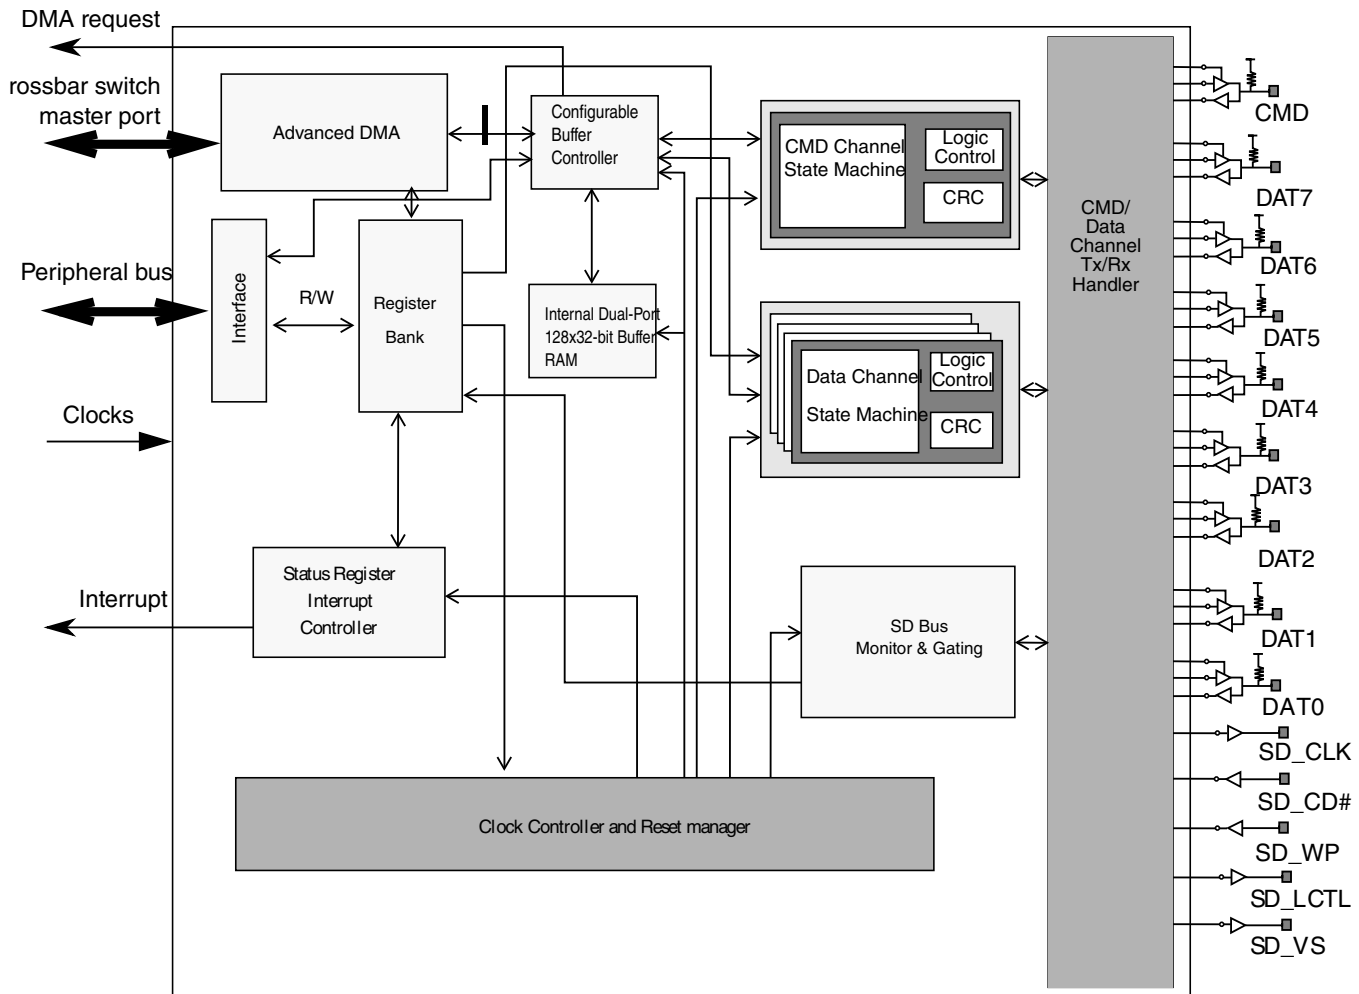 DMA request
rossbar switch
master port
Peripheral bus
Clocks
Interrupt
Advanced DMA
Configurable
Buffer
Controller
Interface
R/W
Register
Bank
Internal Dual-Port
128x32-bit Buffer
RAM
Status Register
Interrupt
Controller
CMD Channel
State Machine
Logic
Control
CRC
Data Channel
State Machine
Logic
Control
CRC
SD Bus
Monitor & Gating
Clock Controller and Reset manager
CMD/
Data
Channel
Tx/Rx
Handler
CMD
DAT7
DAT6
DAT5
DAT4
DAT3
DAT2
DAT1
DAT0
SD_CLK
SD_CD#
SD_WP
SD_LCTL
SD_VS